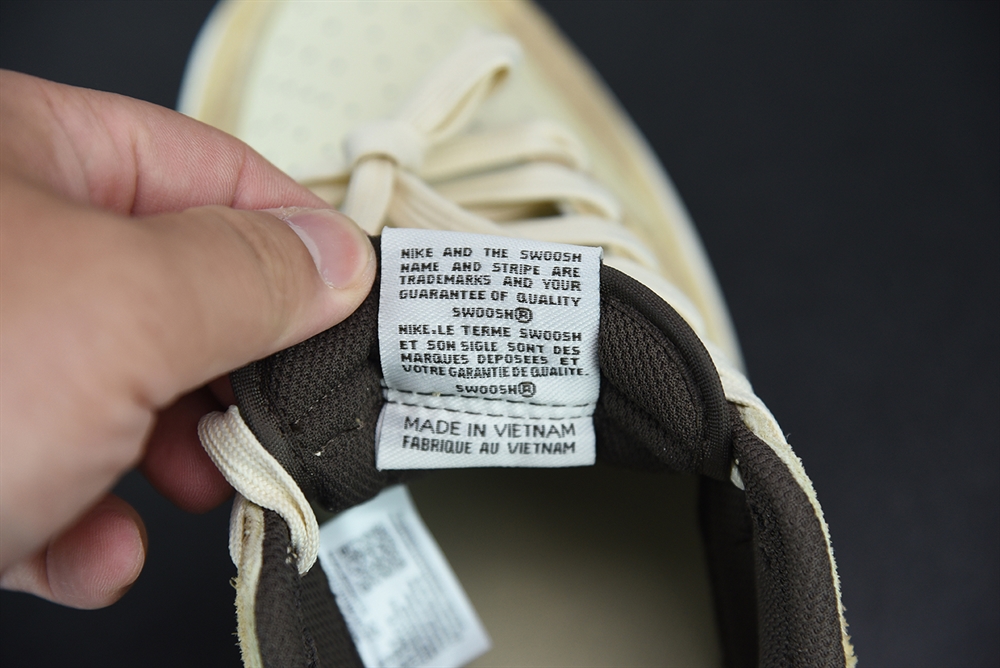 NIKE AND THE SWOOSH
NAME AND STRIPE ARE
TRADEMARKS AND YOUR
GUARANTEE OF QUALITY
SWOOSH®
NIKE.LE TERME SWOOSH
ET SON SIGLE SONT DES
MARQUES DEPOSEES ET
VOTRE GARANTIE DE QUALITE.
SWOOSH®
MADE IN VIETNAM
FABRIQUE AU VIETNAM